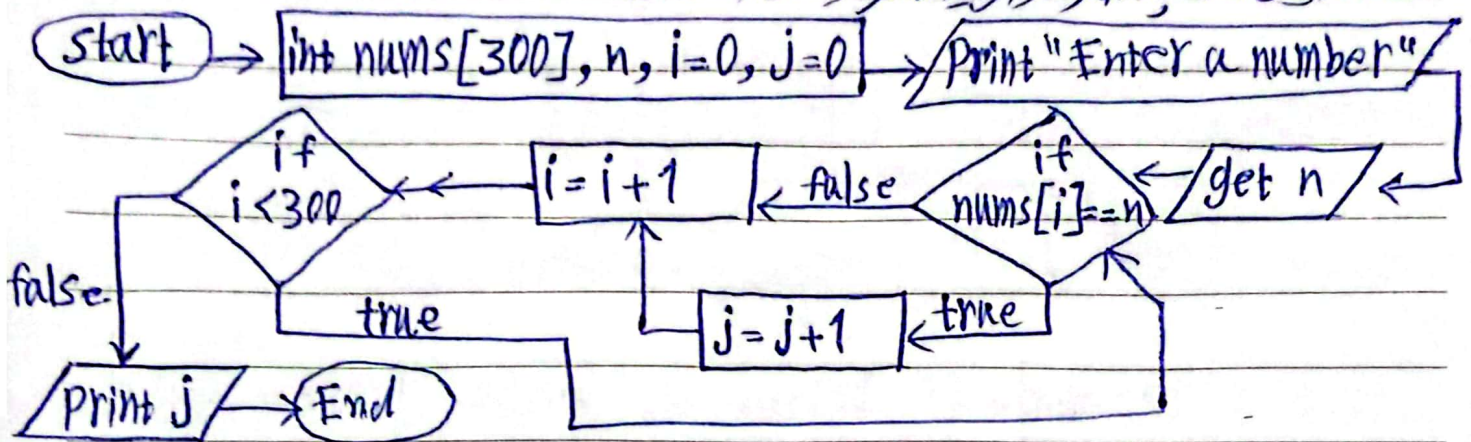 start
int nums[300], n, i=0, j=0
Print "Enter a number"
get n
if
nums[i]==n
false
true
j=j+1
i=i+1
if
i<300
true
false
print j
End